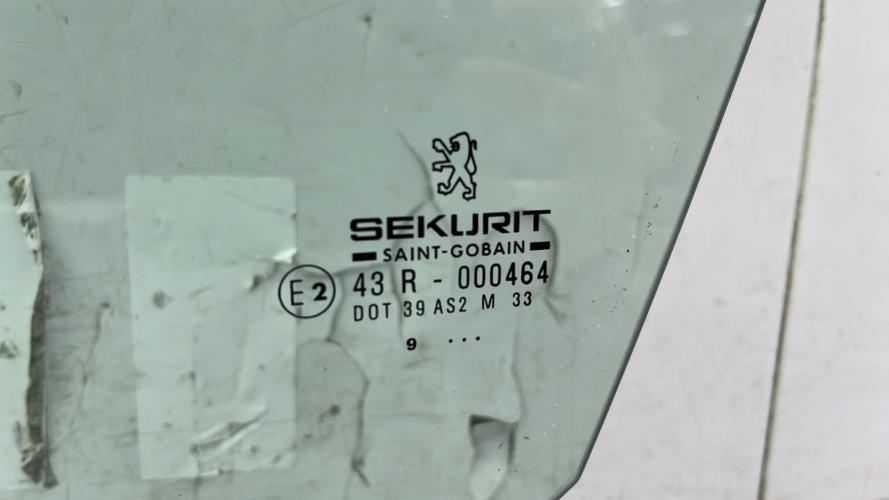 SEKURIT
SAINT-GOBAIN
E2 43 R - 000464
DOT 39 AS2 M 33
9 ...